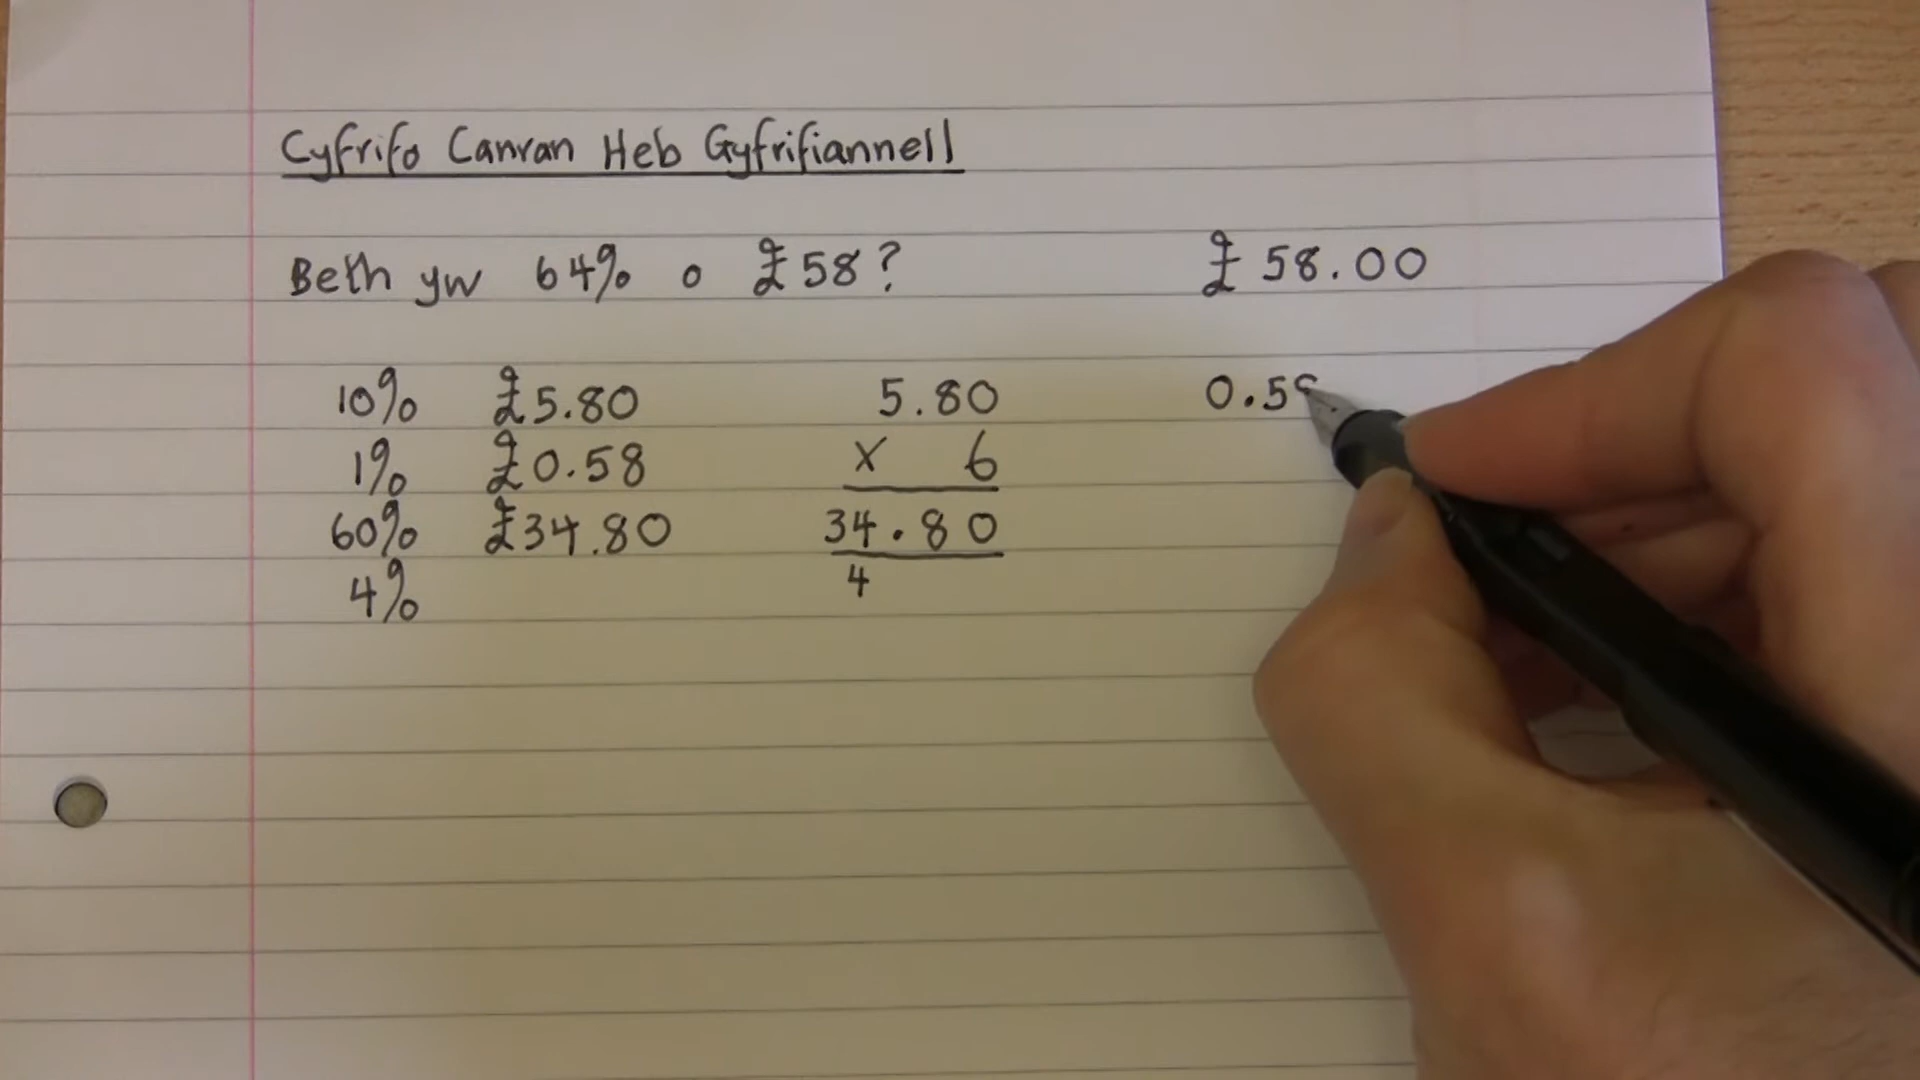 Cyfrifo Canran Heb Gyfrifiannell
Beth yw 64% o £58? £58.00
10% £5.80 5.80 0.58
1% £0.58 x 6
60% £34.80 34.80
4% 4